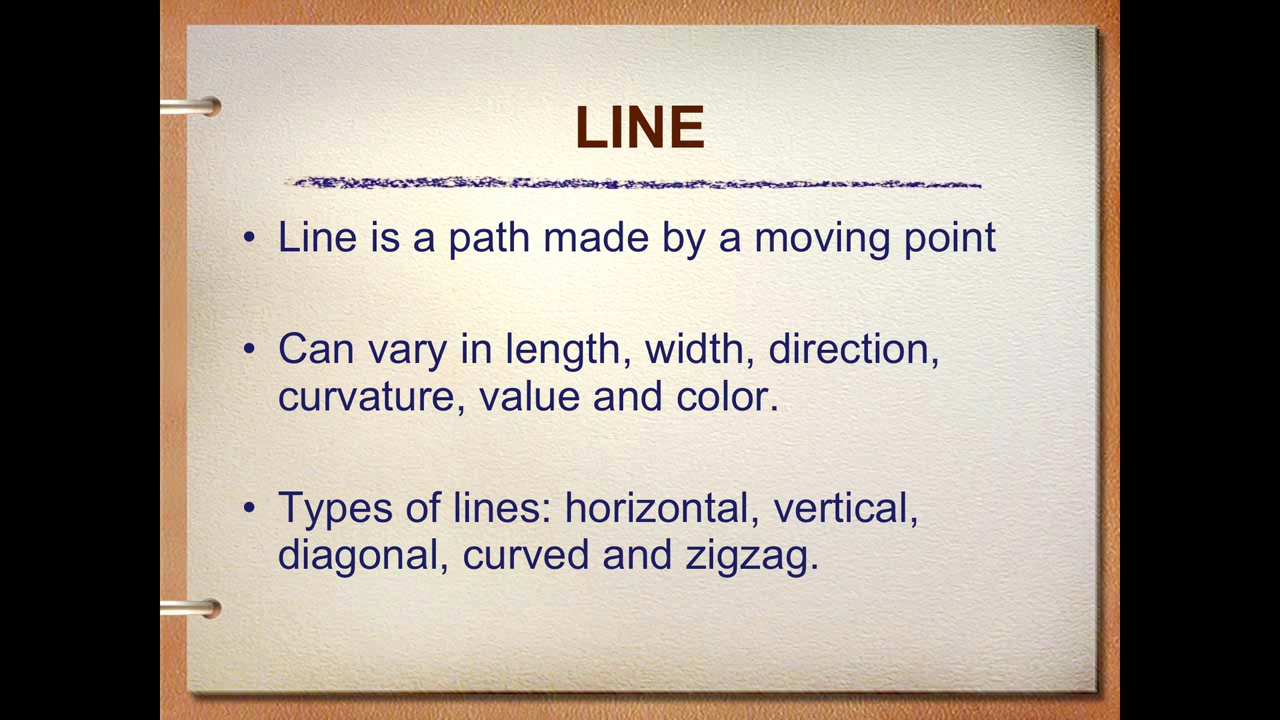 LINE
• Line is a path made by a moving point
• Can vary in length, width, direction,
curvature, value and color.
• Types of lines: horizontal, vertical,
diagonal, curved and zigzag.